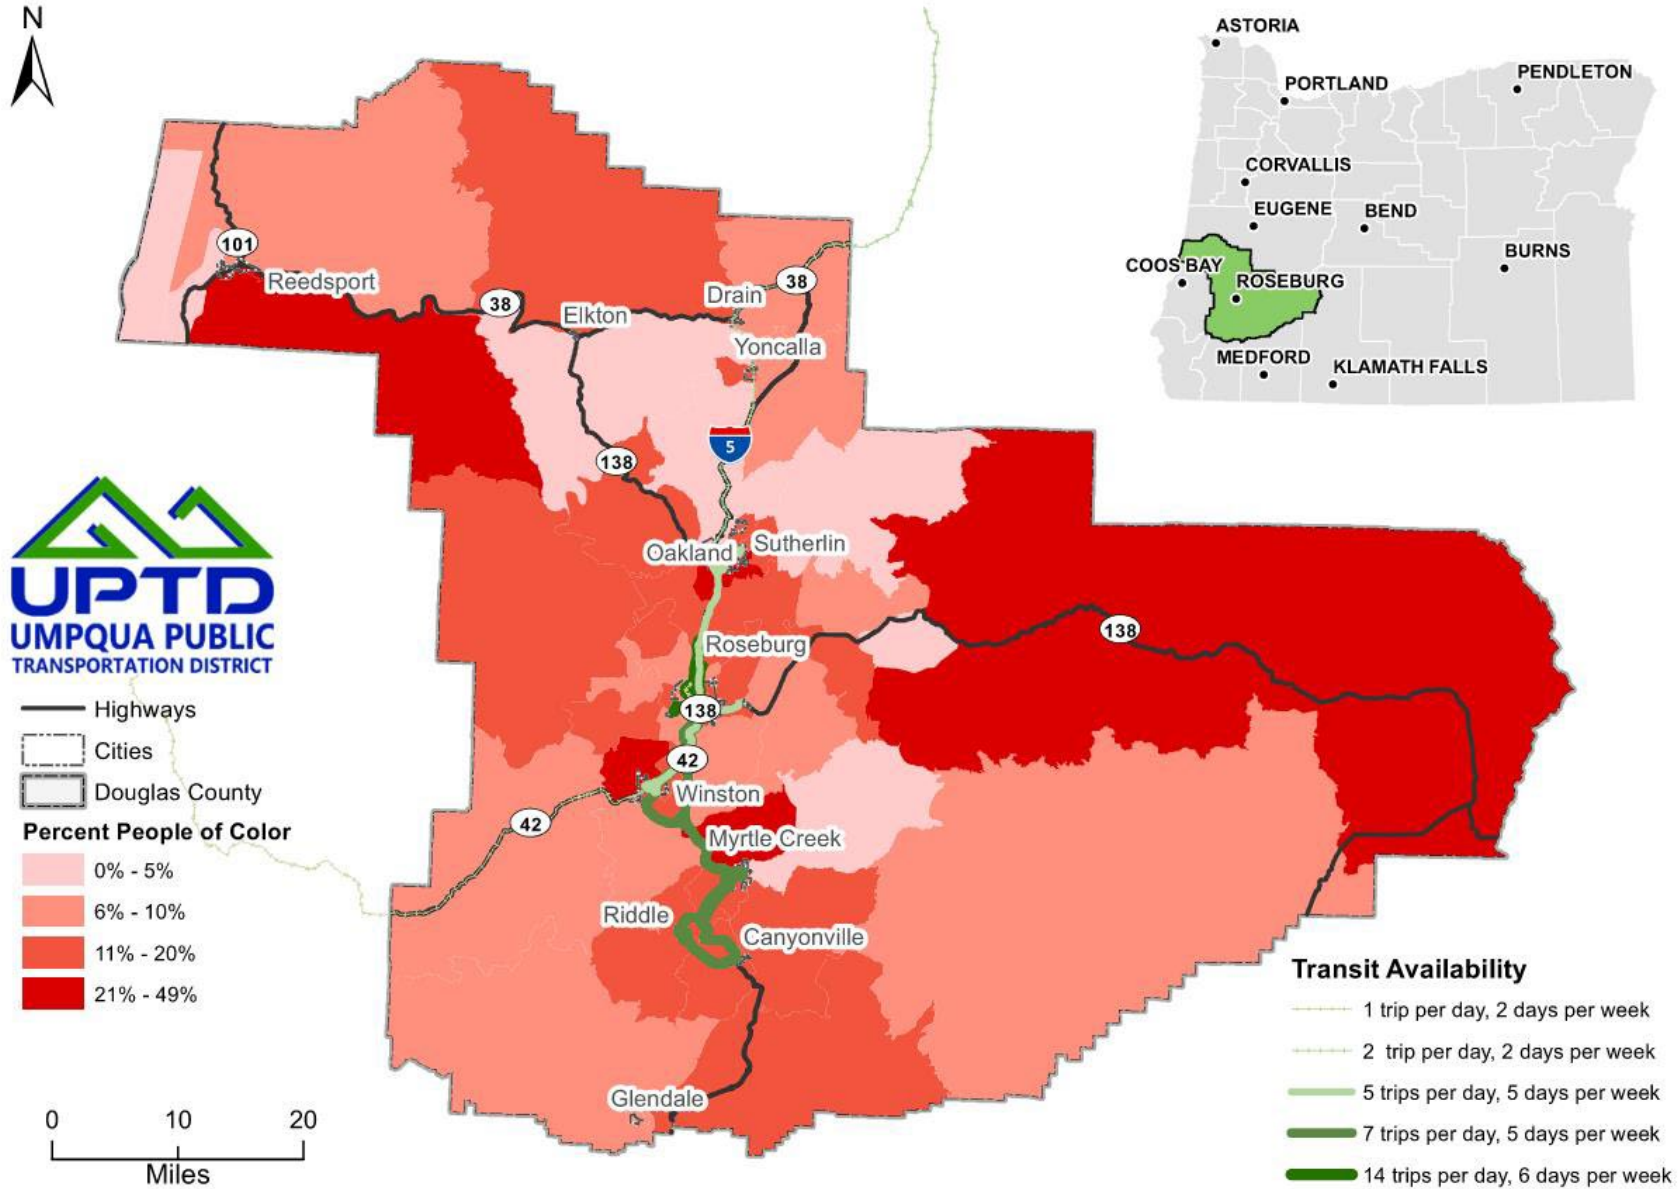 N
ASTORIA
PORTLAND
PENDLETON
CORVALLIS
EUGENE
BEND
COOS BAY
BURNS
ROSEBURG
MEDFORD
KLAMATH FALLS
101
Reedsport
38
Elkton
Drain
38
Yoncalla
5
138
Oakland
Sutherlin
138
Roseburg
138
42
Winston
42
Myrtle Creek
Riddle
Canyonville
Glendale
UPTD
UMPQUA PUBLIC
TRANSPORTATION DISTRICT
Highways
Cities
Douglas County
Percent People of Color
0% - 5%
6% - 10%
11% - 20%
21% - 49%
0 10 20
Miles
Transit Availability
1 trip per day, 2 days per week
2 trip per day, 2 days per week
5 trips per day, 5 days per week
7 trips per day, 5 days per week
14 trips per day, 6 days per week